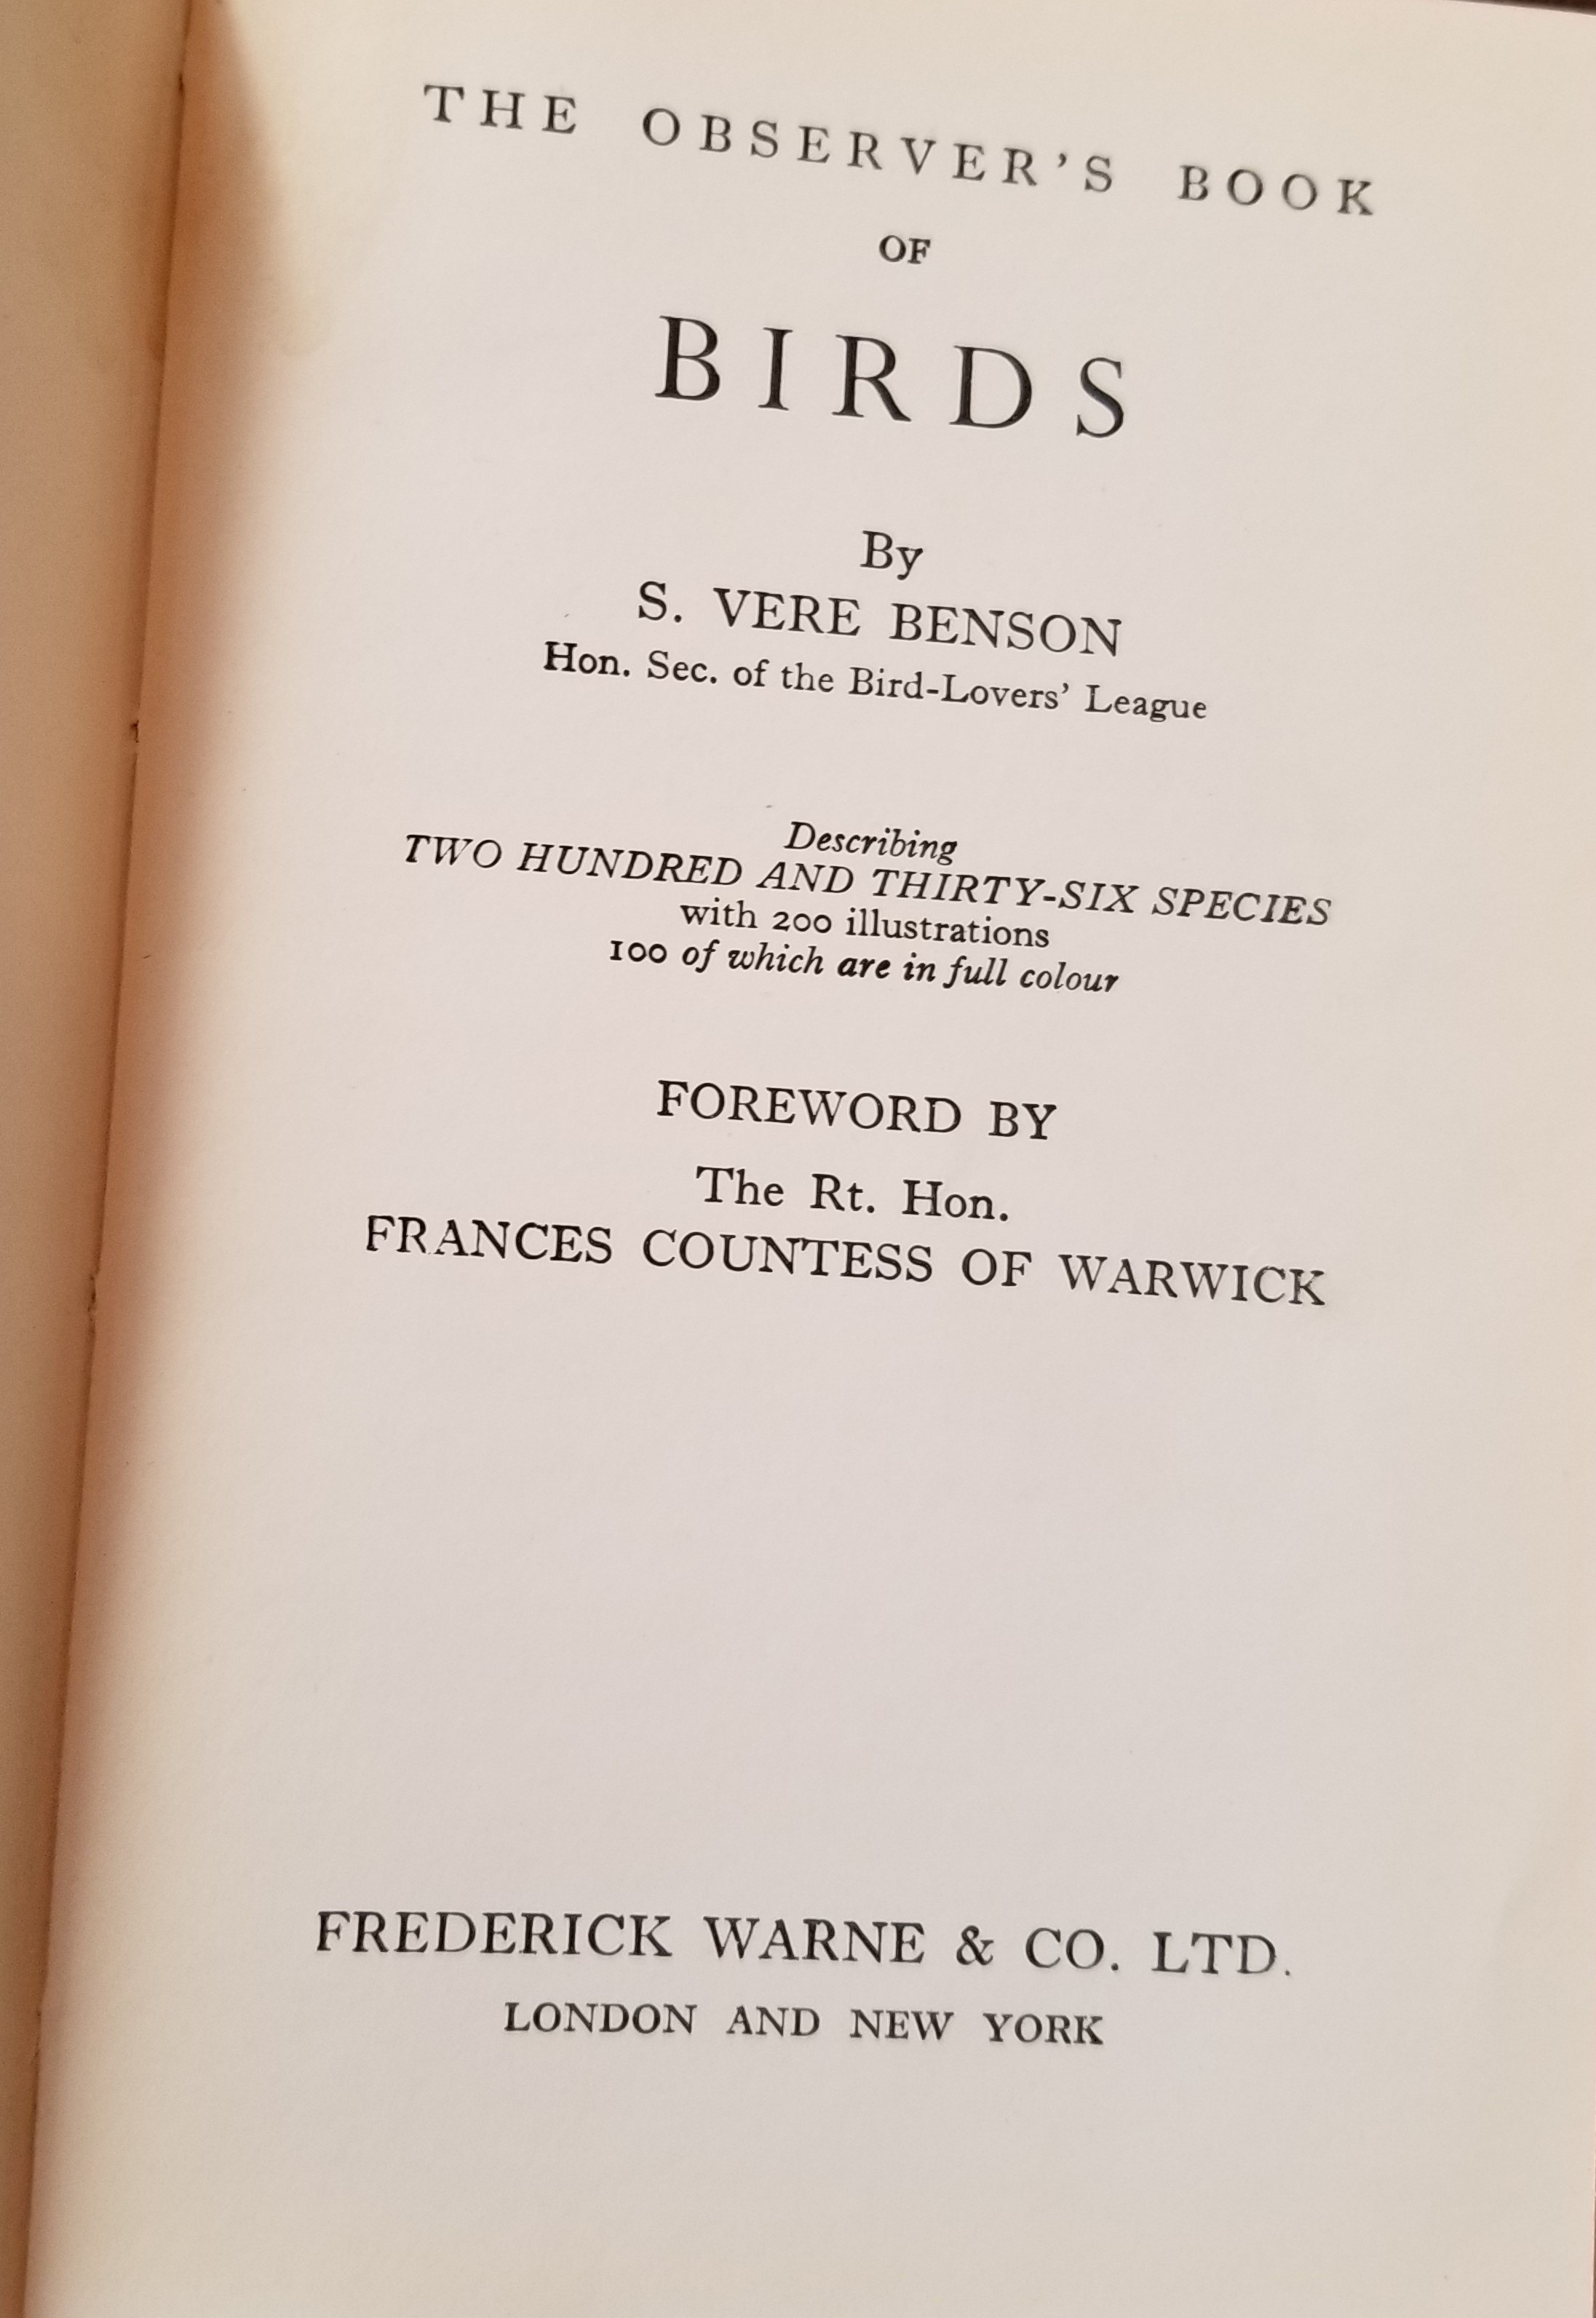 THE OBSERVER'S BOOK
OF
BIRDS
By
S. VERE BENSON
Hon. Sec. of the Bird-Lovers' League
Describing
TWO HUNDRED AND THIRTY-SIX SPECIES
with 200 illustrations
100 of which are in full colour
FOREWORD BY
The Rt. Hon.
FRANCES COUNTESS OF WARWICK
FREDERICK WARNE & CO. LTD.
LONDON AND NEW YORK